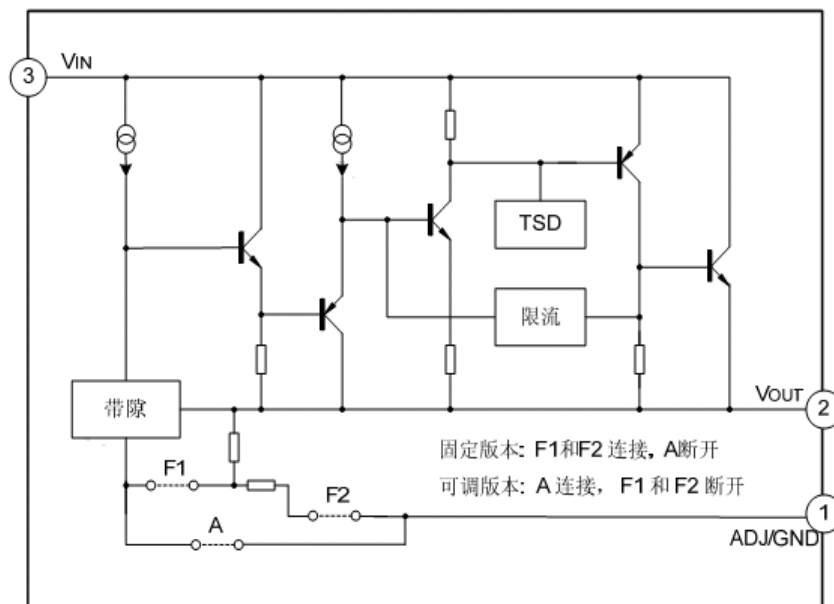 3
VIN
TSD
限流
带隙
VOUT
2
固定版本: F1和F2 连接, A断开
可调版本: A 连接， F1 和 F2 断开
F1
F2
A
1
ADJ/GND